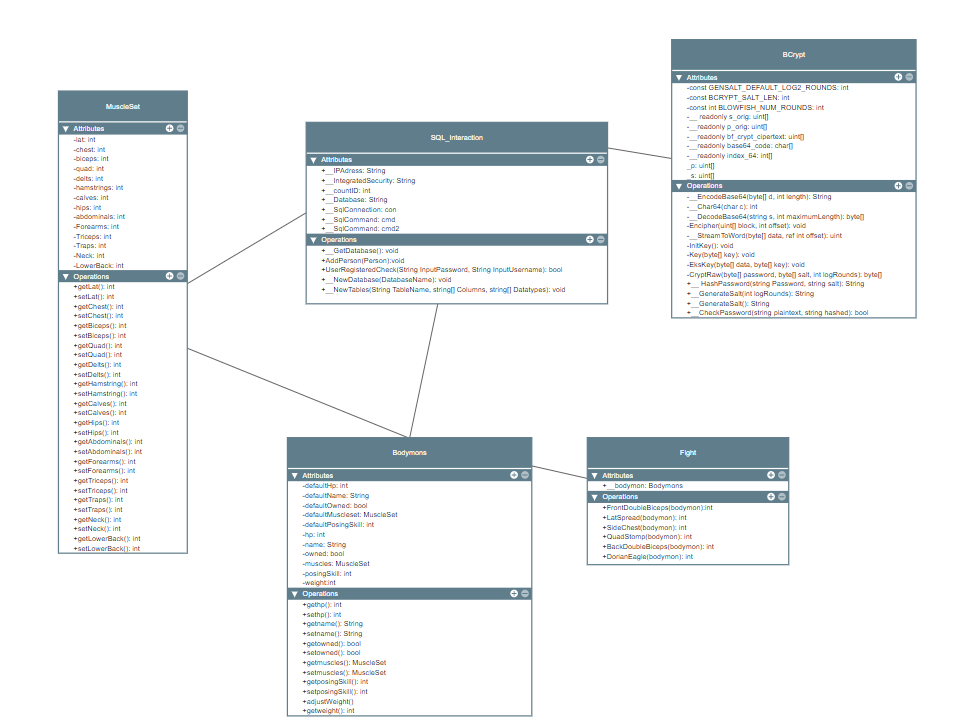 MuscleSet
Attributes
-lat: int
-chest: int
-biceps: int
-quad: int
-delts: int
-hamstrings: int
-calves: int
-hips: int
-abdominals: int
-Forearms: int
-Triceps: int
-Traps: int
-Neck: int
-LowerBack: int
Operations
+getLat(): int
+setLat(): int
+getChest(): int
+setChest(): int
+getBiceps(): int
+setBiceps(): int
+getQuad(): int
+setQuad(): int
+getDelts(): int
+setDelts(): int
+getHamstring(): int
+setHamstring(): int
+getCalves(): int
+setCalves(): int
+getHips(): int
+setHips(): int
+getAbdominals(): int
+setAbdominals(): int
+getForearms(): int
+setForearms(): int
+getTriceps(): int
+setTriceps(): int
+getTraps(): int
+setTraps(): int
+getNeck(): int
+setNeck(): int
+getLowerBack(): int
+setLowerBack(): int
SQL_Interaction
Attributes
+__IPAdress: String
+__IntegratedSecurity: String
+__countID: int
+__Database: String
+__SqlConnection: con
+__SqlCommand: cmd
+__SqlCommand: cmd2
Operations
+__GetDatabase(): void
+AddPerson(Person):void
+UserRegisteredCheck(String InputPassword, String InputUsername): bool
+__NewDatabase(DatabaseName): void
+__NewTables(String TableName, string[] Columns, string[] Datatypes): void
BCrypt
Attributes
-const GENSALT_DEFAULT_LOG2_ROUNDS: int
-const BCRYPT_SALT_LEN: int
-const int BLOWFISH_NUM_ROUNDS: int
-__ readonly s_orig: uint[]
-__ readonly p_orig: uint[]
-__ readonly bf_crypt_cipertext: uint[]
-__readonly base64_code: char[]
-__readonly index_64: int[]
_p: uint[]
_s: uint[]
Operations
-__EncodeBase64(byte[] d, int length): String
-__Char64(char c): int
-__DecodeBase64(string s, int maximumLength): byte[]
-Encipher(uint[] block, int offset): void
-__StreamToWord(byte[] data, ref int offset): uint
-InitKey(): void
-Key(byte[] key): void
-EksKey(byte[] data, byte[] key): void
-CryptRaw(byte[] password, byte[] salt, int logRounds): byte[]
+__ HashPassword(string Password, string salt): String
+__GenerateSalt(int logRounds): String
+__GenerateSalt(): String
+__CheckPassword(string plaintext, string hashed): bool
Bodymons
Attributes
-defaultHp: int
-defaultName: String
-defaultOwned: bool
-defaultMuscleset: MuscleSet
-defaultPosingSkill: int
-hp: int
-name: String
-owned: bool
-muscles: MuscleSet
-posingSkill: int
-weight:int
Operations
+gethp(): int
+sethp(): int
+getname(): String
+setname(): String
+getowned(): bool
+setowned(): bool
+getmuscles(): MuscleSet
+setmuscles(): MuscleSet
+getposingSkill(): int
+setposingSkill(): int
+adjustWeight()
+getweight(): int
Fight
Attributes
+__bodymon: Bodymons
Operations
+FrontDoubleBiceps(bodymon):int
+LatSpread(bodymon): int
+SideChest(bodymon): int
+QuadStomp(bodymon): int
+BackDoubleBiceps(bodymon): int
+DorianEagle(bodymon): int